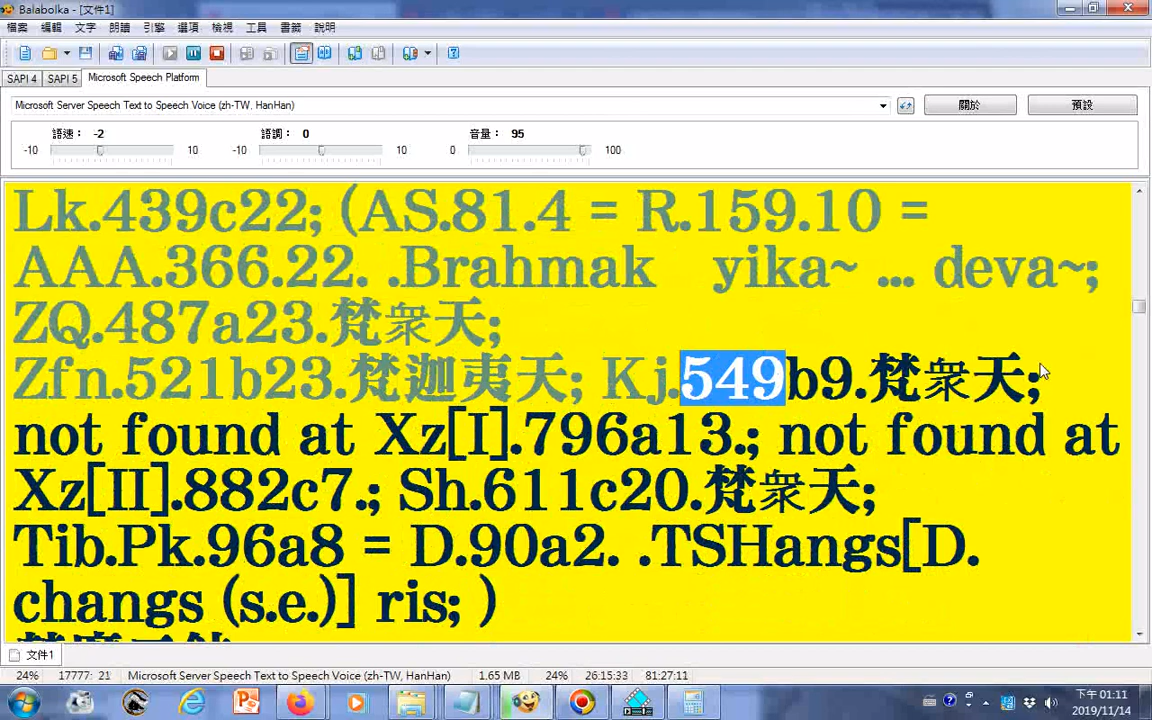 Balabolka - [文件1]
檔案 編輯 文字 朗讀 引擎 選項 檢視 工具 書籤 說明
SAPI 4 SAPI 5 Microsoft Speech Platform
Microsoft Server Speech Text to Speech Voice (zh-TW, HanHan)
關於 預設
語速： -2 語調： 0 音量： 95
-10 10 -10 10 0 100
Lk.439c22; (AS.81.4 = R.159.10 =
AAA.366.22. .Brahmak yika~ ... deva~;
ZQ.487a23.梵衆天;
Zfn.521b23.梵迦夷天; Kj.549b9.梵衆天;
not found at Xz[I].796a13.; not found at
Xz[II].882c7.; Sh.611c20.梵衆天;
Tib.Pk.96a8 = D.90a2. .TSHangs[D.
changs (s.e.)] ris; )
文件1
24% 17777: 21 Microsoft Server Speech Text to Speech Voice (zh-TW, HanHan) 1.65 MB 24% 26:15:33 81:27:11
下午 01:11
2019/11/14